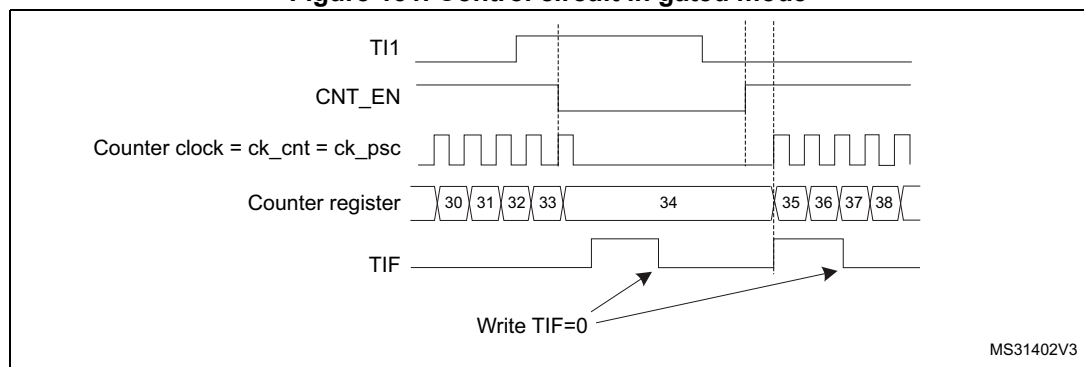 TI1
CNT_EN
Counter clock = ck_cnt = ck_psc
Counter register 30 31 32 33 34 35 36 37 38
TIF
Write TIF=0
MS31402V3